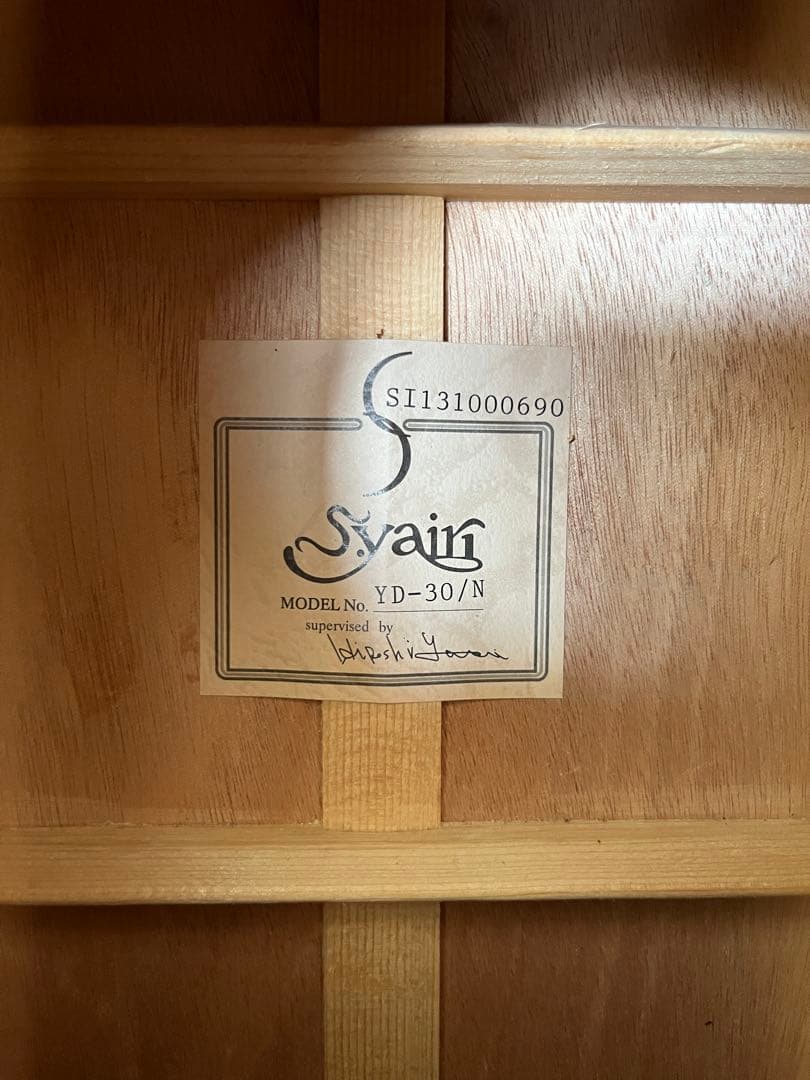 SI131000690
S.yairi
MODEL No. YD-30/N
supervised by
Hiroshi Yairi